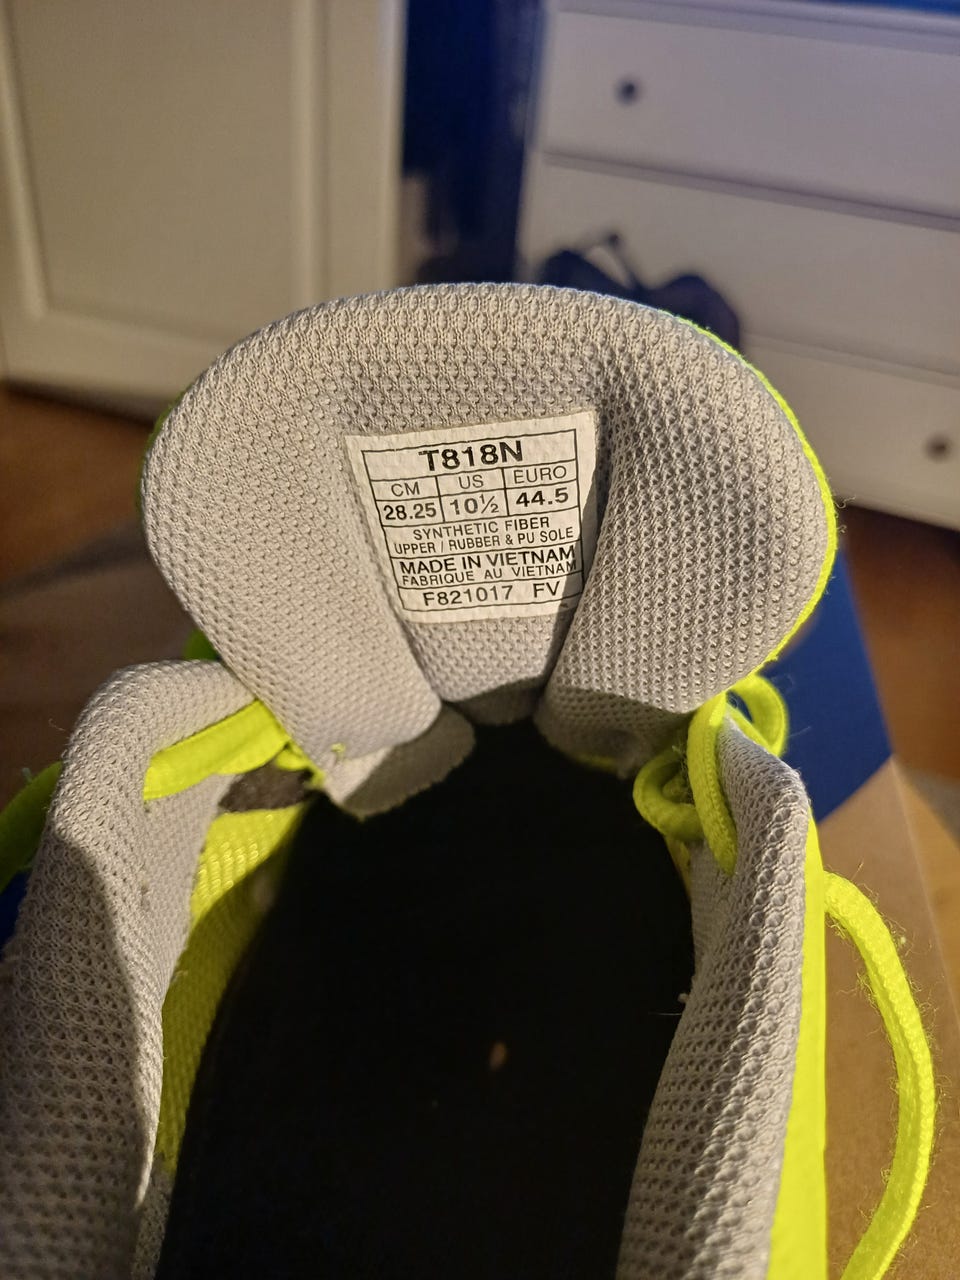 T818N
CM US EURO
28.25 10½ 44.5
SYNTHETIC FIBER
UPPER / RUBBER & PU SOLE
MADE IN VIETNAM
FABRIQUE AU VIETNAM
F821017 FV